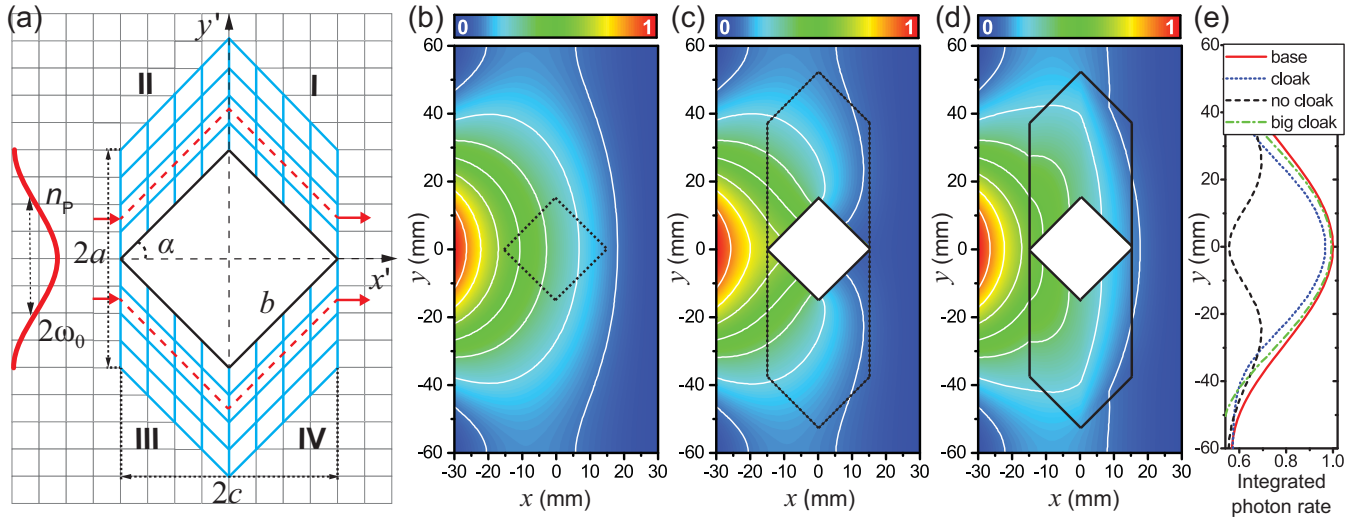 (a)
y'
II
I
n_P
α
2a
x'
b
2ω₀
III
IV
2c
(b)
0
1
60
40
20
0
-20
-40
-60
y (mm)
-30 -20 -10 0 10 20 30
x (mm)
(c)
0
1
60
40
20
0
-20
-40
-60
y (mm)
-30 -20 -10 0 10 20 30
x (mm)
(d)
0
1
60
40
20
0
-20
-40
-60
y (mm)
-30 -20 -10 0 10 20 30
x (mm)
(e)
base
cloak
no cloak
big cloak
60
40
20
0
-20
-40
-60
0.6 0.8 1.0
Integrated
photon rate